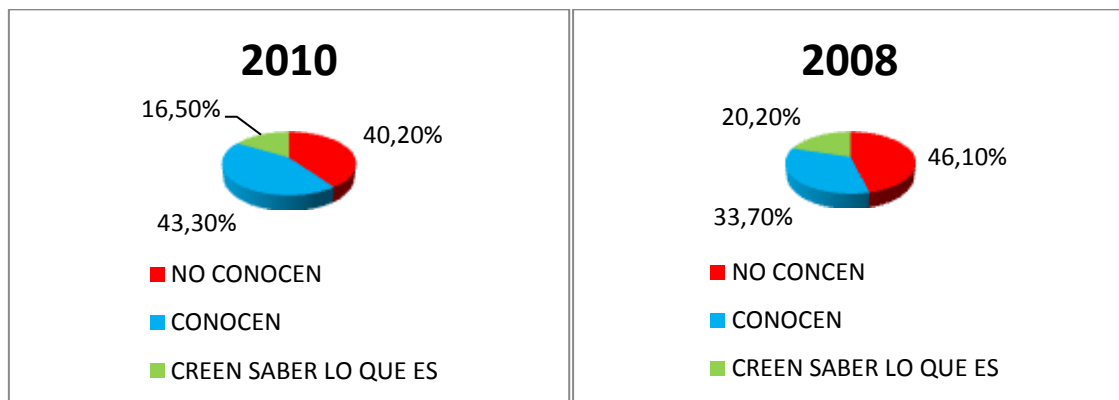 2010
16,50%
40,20%
43,30%
NO CONOCEN
CONOCEN
CREEN SABER LO QUE ES
2008
20,20%
46,10%
33,70%
NO CONCEN
CONOCEN
CREEN SABER LO QUE ES